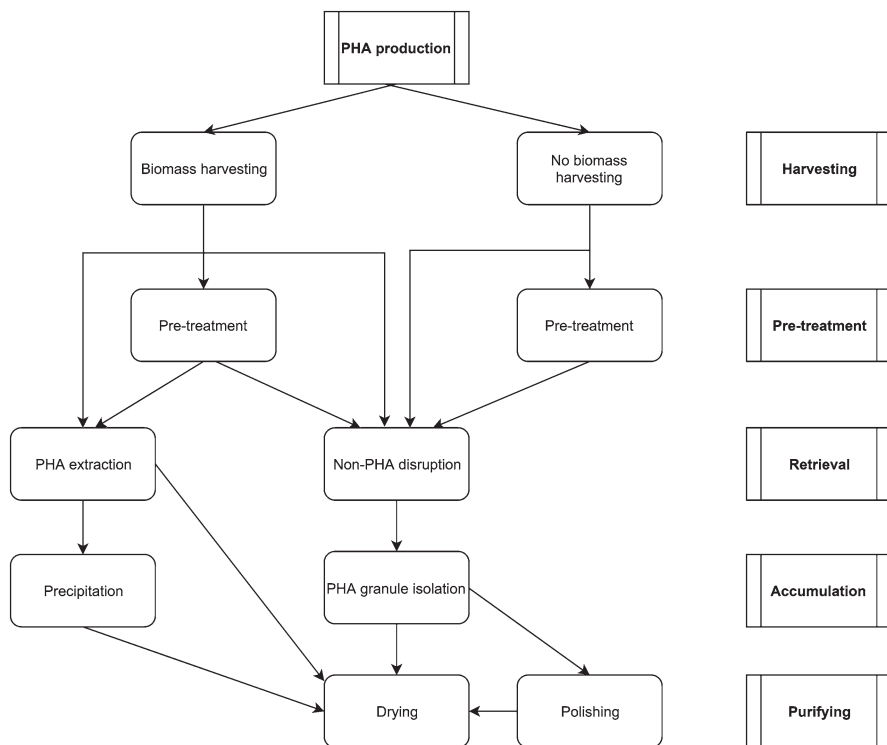 PHA production
Biomass harvesting
No biomass
harvesting
Harvesting
Pre-treatment
Pre-treatment
Pre-treatment
PHA extraction
Non-PHA disruption
Retrieval
Precipitation
PHA granule isolation
Accumulation
Drying
Polishing
Purifying